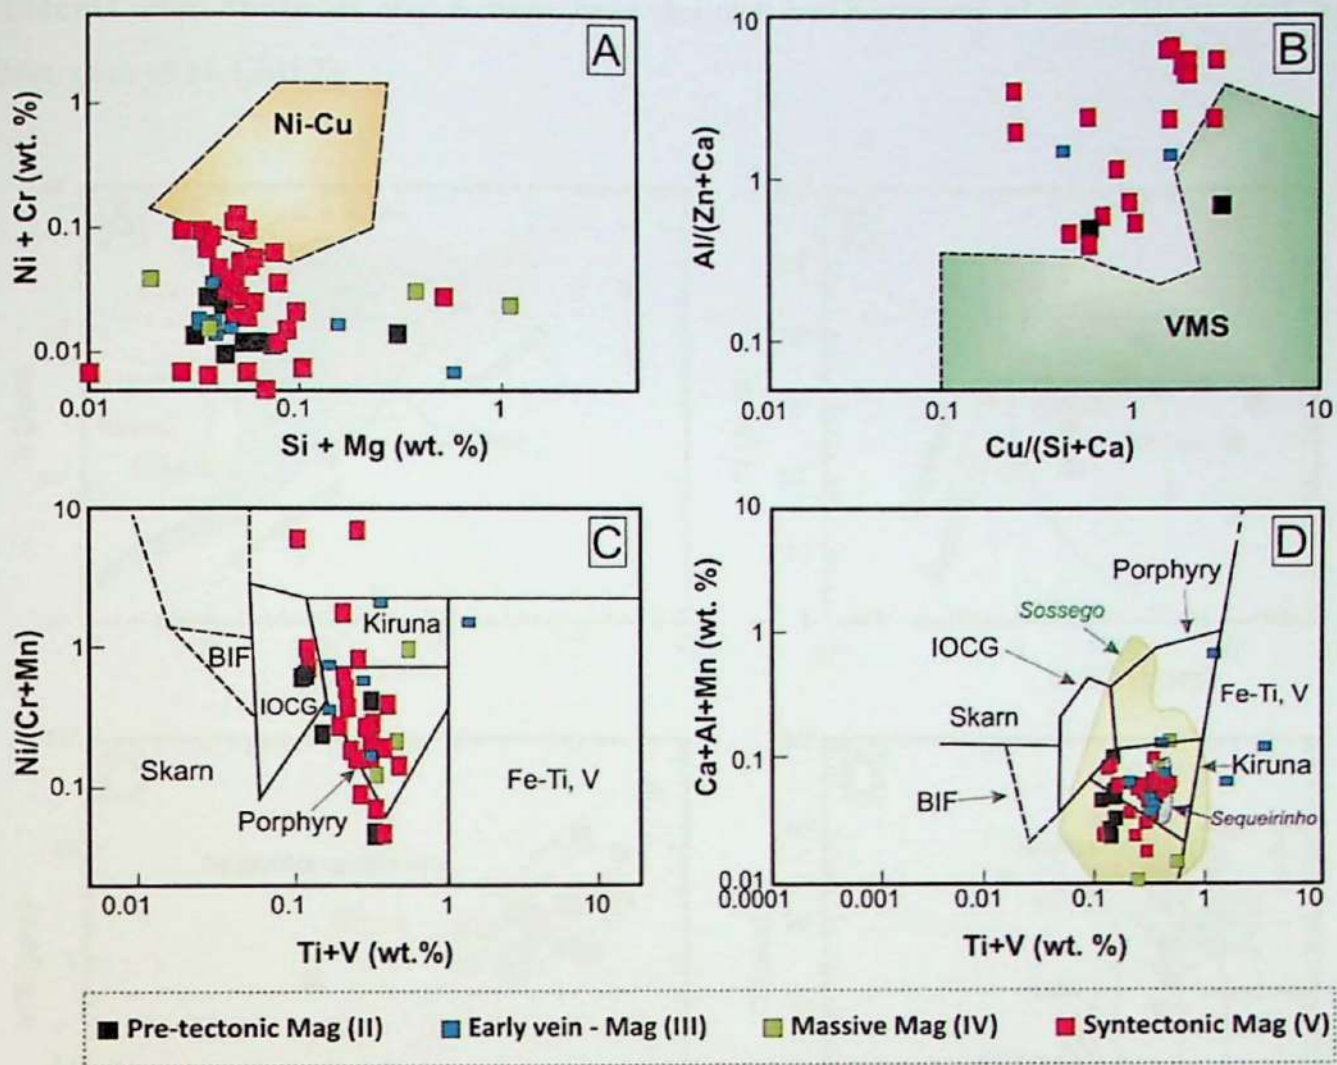 A
Ni + Cr (wt. %)
1
0.1
0.01
Ni-Cu
0.01
0.1
1
Si + Mg (wt. %)
B
Al/(Zn+Ca)
10
1
0.1
VMS
0.01
0.1
1
10
Cu/(Si+Ca)
C
Ni/(Cr+Mn)
10
1
0.1
Kiruna
BIF
IOCG
Skarn
Fe-Ti, V
Porphyry
0.01
0.1
1
10
Ti+V (wt.%)
D
Ca+Al+Mn (wt. %)
10
1
0.1
0.01
Porphyry
Sossego
IOCG
Skarn
Fe-Ti, V
Kiruna
BIF
Sequeirinho
0.0001
0.001
0.01
0.1
1
10
Ti+V (wt. %)
Pre-tectonic Mag (II)
Early vein - Mag (III)
Massive Mag (IV)
Syntectonic Mag (V)